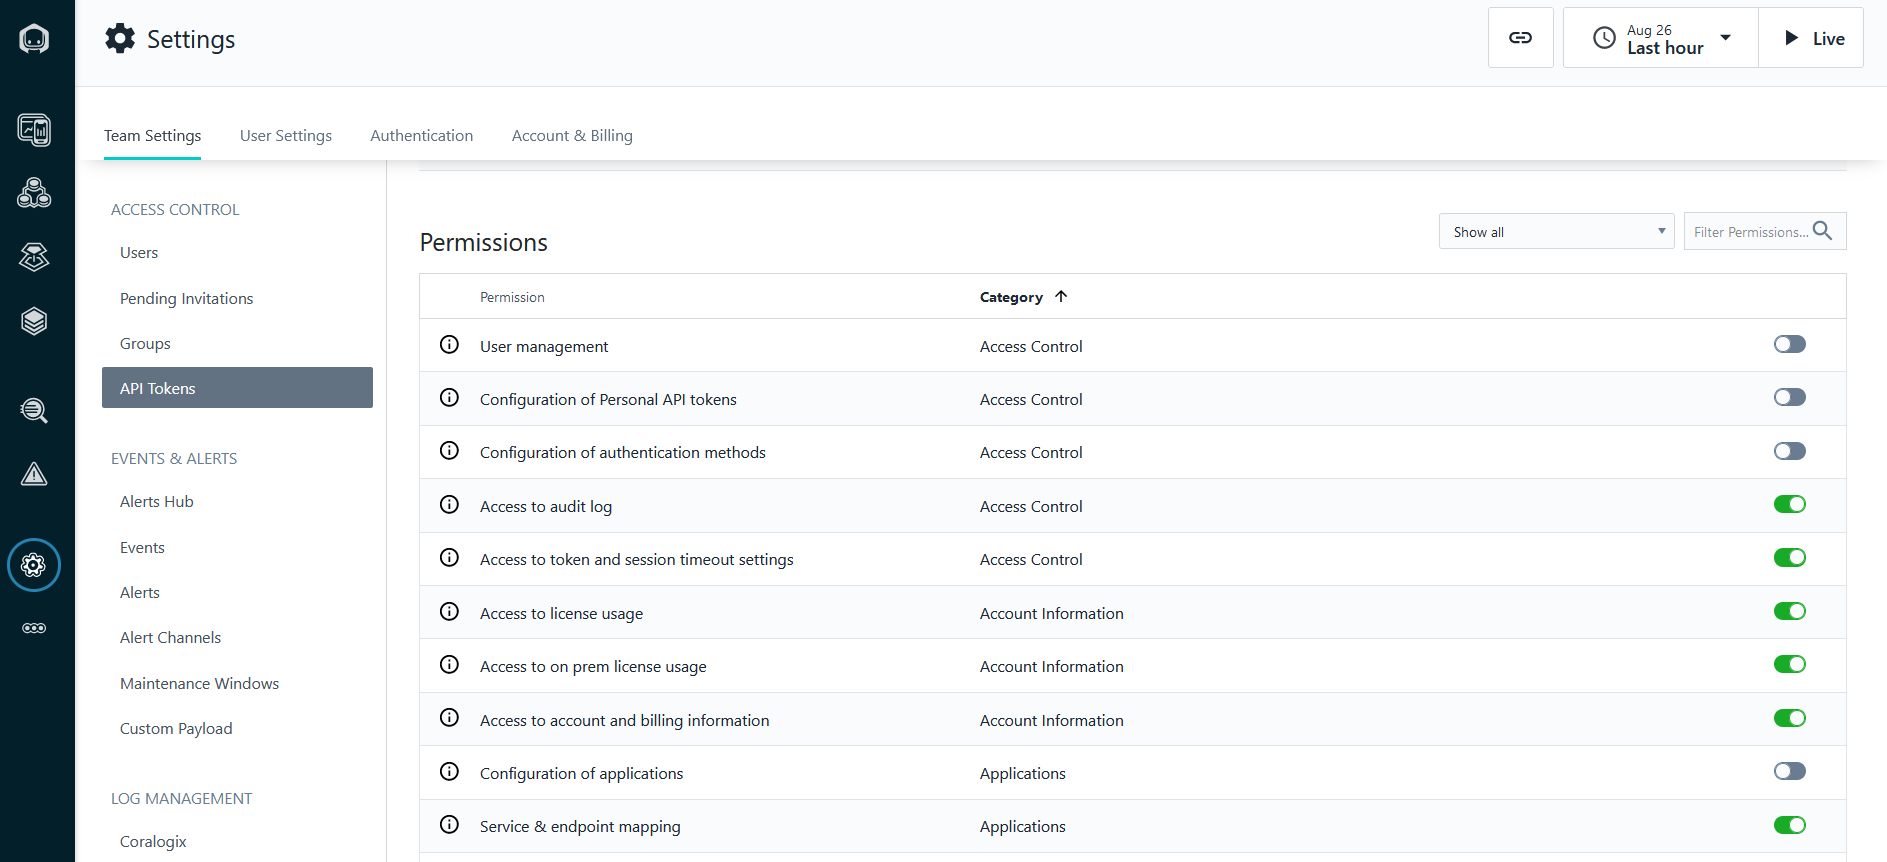 Settings
Aug 26
Last hour
Live
Team Settings
User Settings
Authentication
Account & Billing
ACCESS CONTROL
Users
Pending Invitations
Groups
API Tokens
EVENTS & ALERTS
Alerts Hub
Events
Alerts
Alert Channels
Maintenance Windows
Custom Payload
LOG MANAGEMENT
Coralogix
Permissions
Show all
Filter Permissions...
Permission Category
User management Access Control
Configuration of Personal API tokens Access Control
Configuration of authentication methods Access Control
Access to audit log Access Control
Access to token and session timeout settings Access Control
Access to license usage Account Information
Access to on prem license usage Account Information
Access to account and billing information Account Information
Configuration of applications Applications
Service & endpoint mapping Applications